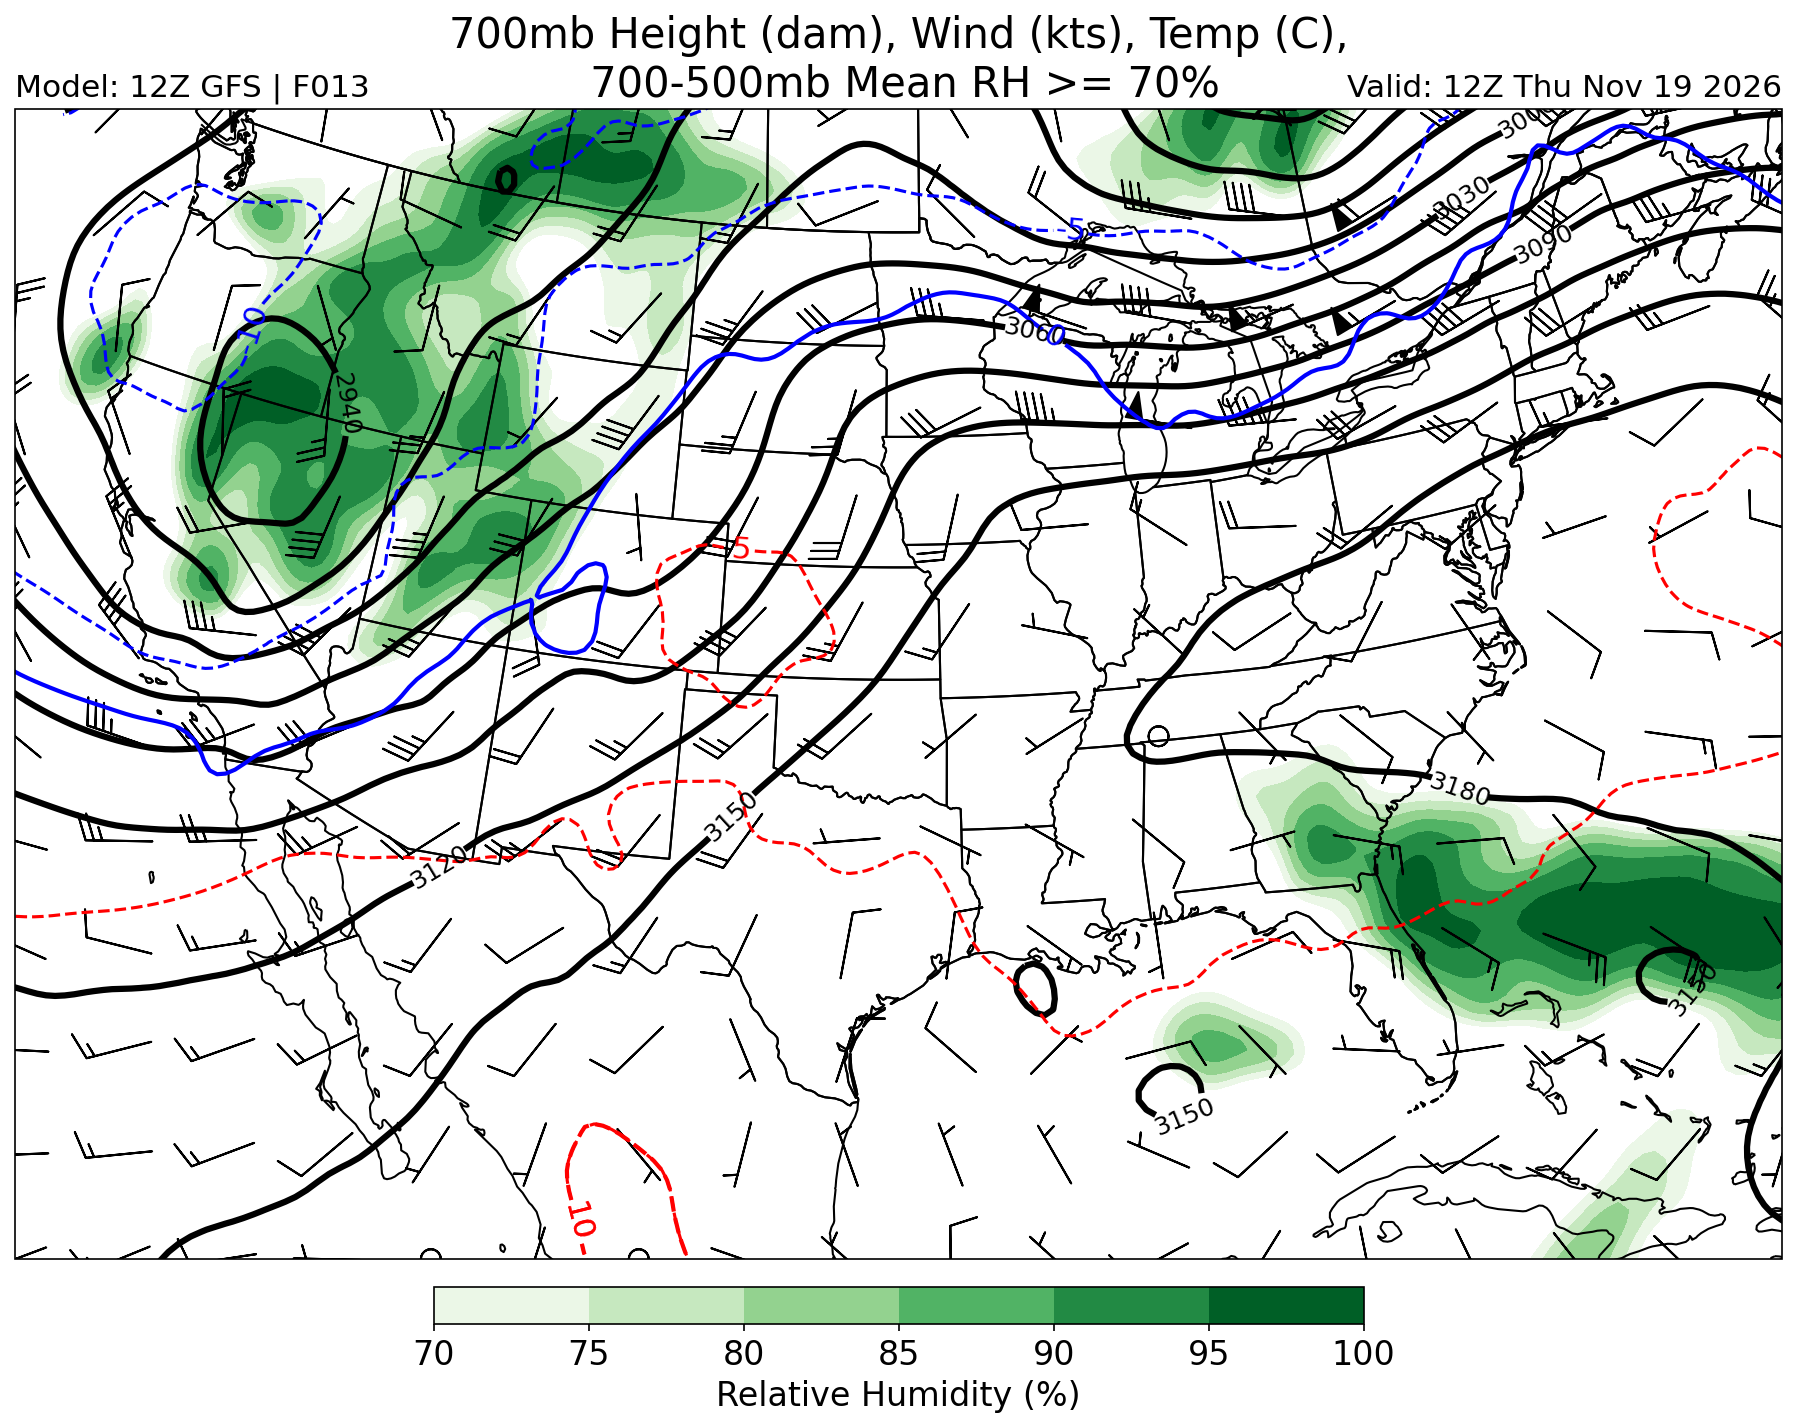 700mb Height (dam), Wind (kts), Temp (C),
700-500mb Mean RH >= 70%
Model: 12Z GFS | F013
Valid: 12Z Thu Nov 19 2026
3030
5
3090
10
3060
0
2940
5
3180
3150
3120
3150
3150
10
70 75 80 85 90 95 100
Relative Humidity (%)